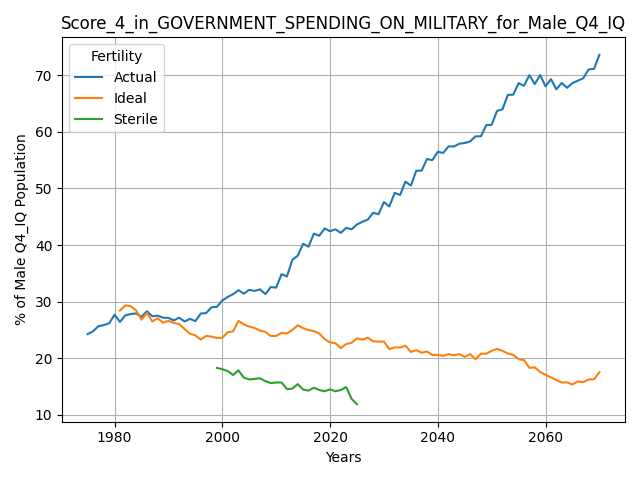 Score_4_in_GOVERNMENT_SPENDING_ON_MILITARY_for_Male_Q4_IQ
Fertility
Actual
Ideal
Sterile
% of Male Q4_IQ Population
70
60
50
40
30
20
10
1980 2000 2020 2040 2060
Years